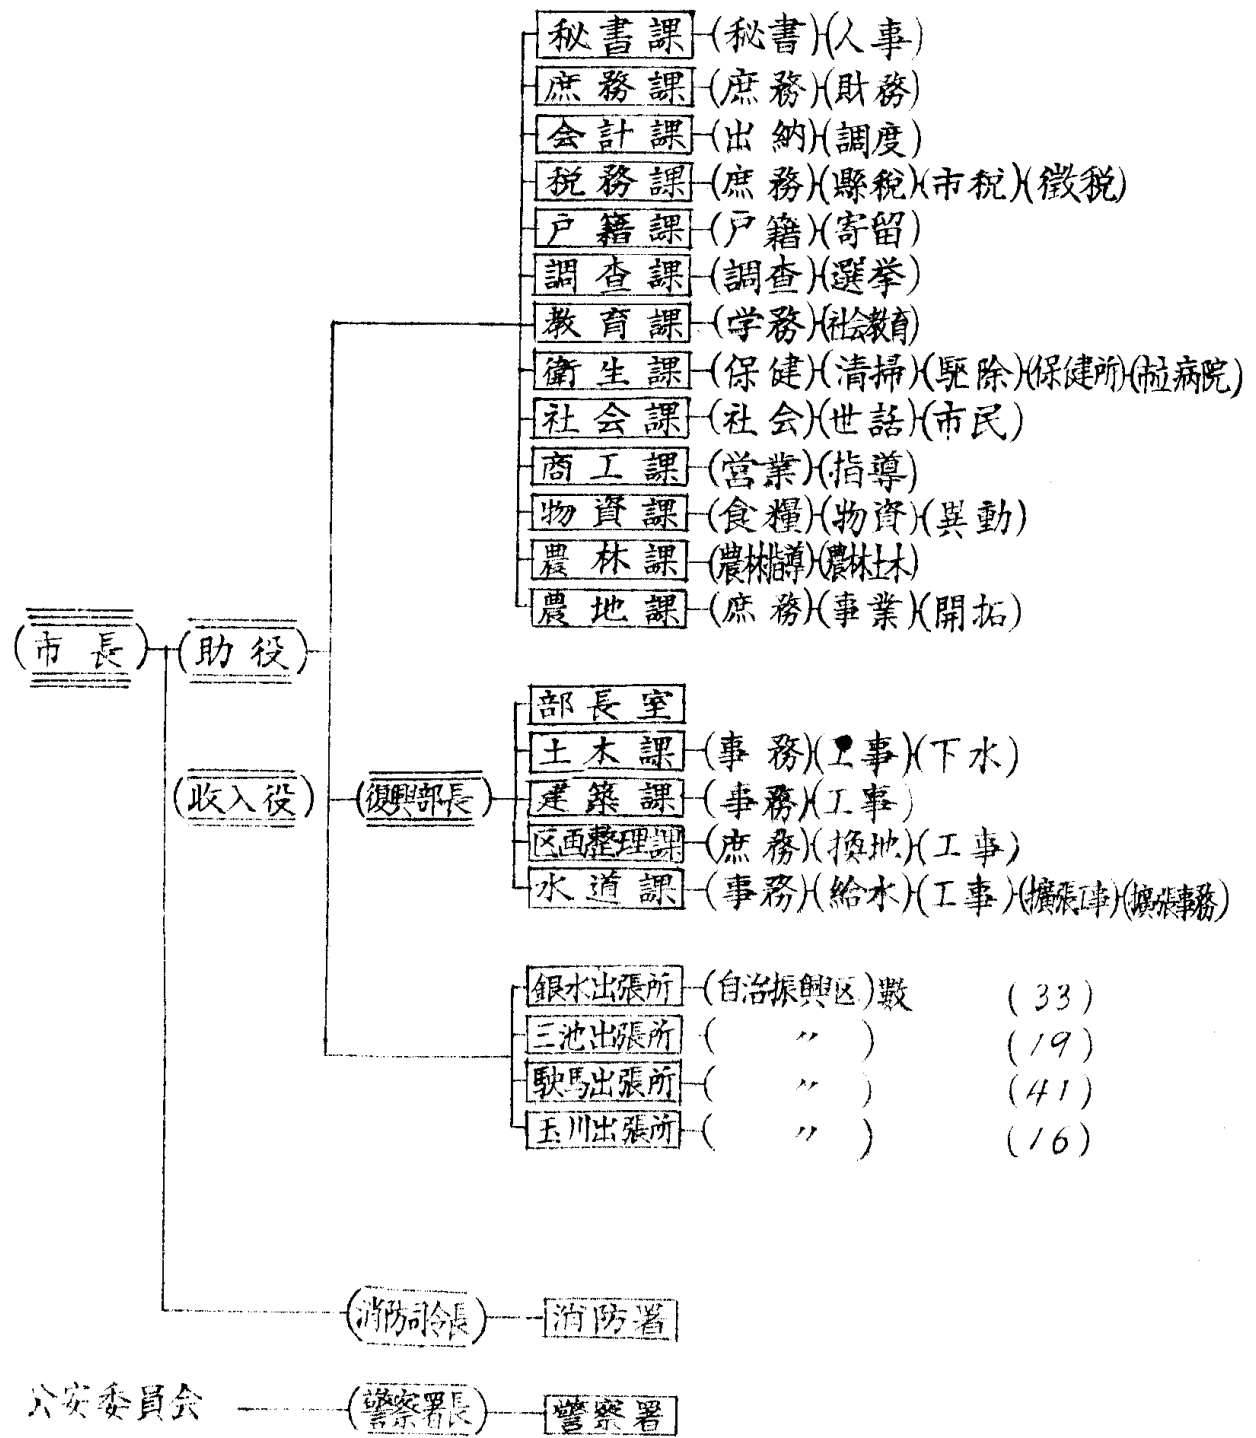 秘書課 (秘書) (人事)
庶務課 (庶務) (財務)
会計課 (出納) (調度)
税務課 (庶務) (縣税) (市税) (徵税)
戸籍課 (戸籍) (寄留)
調査課 (調査) (選挙)
教育課 (学務) (社会教育)
衛生課 (保健) (清掃) (駆除) (保健所) (市立病院)
社会課 (社会) (世話) (市民)
商工課 (営業) (指導)
物資課 (食糧) (物資) (異動)
農林課 (農林指導) (農林土木)
農地課 (庶務) (事業) (開拓)
(市長) (助役)
部長室
土木課 (事務) (工事) (下水)
(收入役) (復興部長) 建築課 (事務) (工事)
区画整理課 (庶務) (換地) (工事)
水道課 (事務) (給水) (工事) (擴張工事) (擴張事務)
銀水出張所 (自治振興区) 數 (33)
三池出張所 ( 〃 ) (19)
駛馬出張所 ( 〃 ) (41)
玉川出張所 ( 〃 ) (16)
(消防司令長) 消防署
公安委員会 (警察署長) 警察署